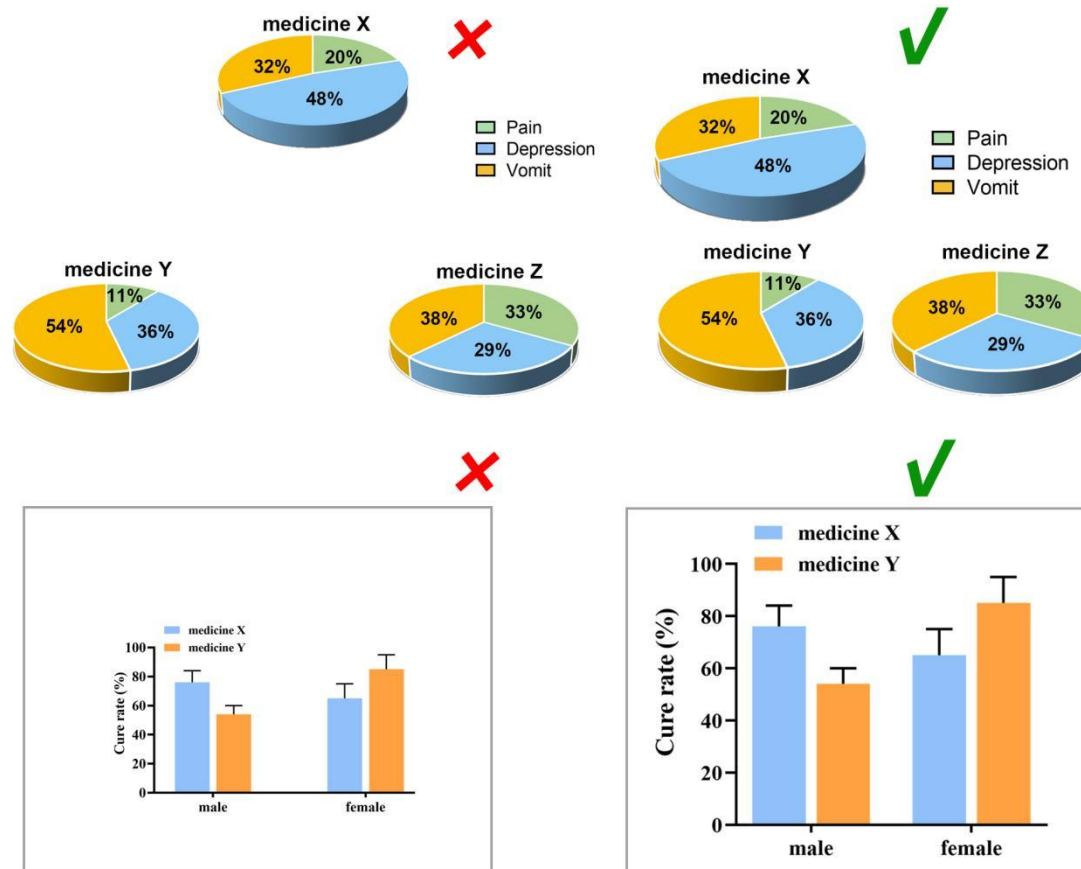 medicine X
32%
20%
48%
Pain
Depression
Vomit
medicine Y
11%
54%
36%
medicine Z
38%
33%
29%
medicine X
32%
20%
48%
Pain
Depression
Vomit
medicine Y
11%
54%
36%
medicine Z
38%
33%
29%
medicine X
medicine Y
Cure rate (%)
100
80
60
40
20
0
male
female
medicine X
medicine Y
Cure rate (%)
100
80
60
40
20
0
male
female